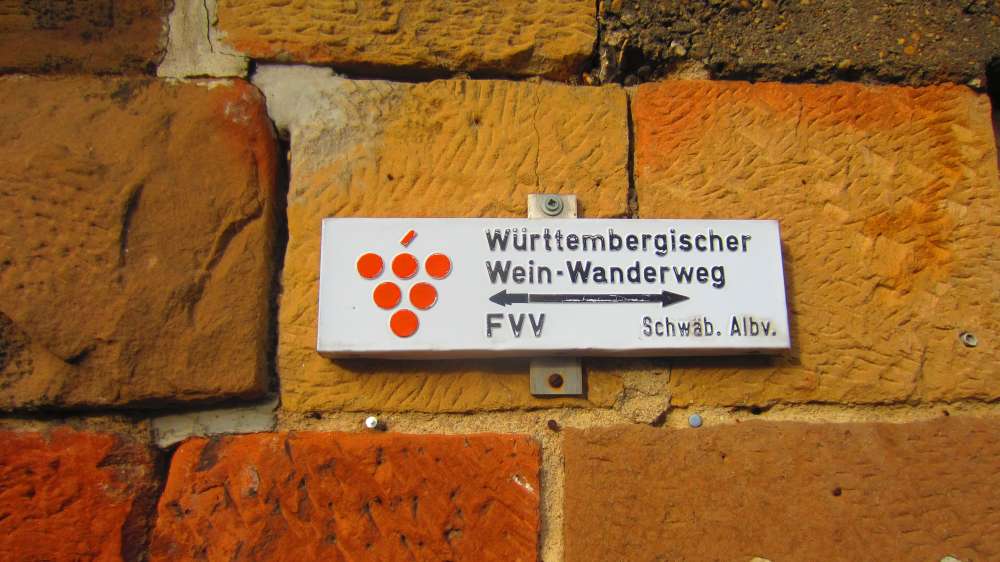 Württembergischer
Wein-Wanderweg
FVV Schwäb. Albv.